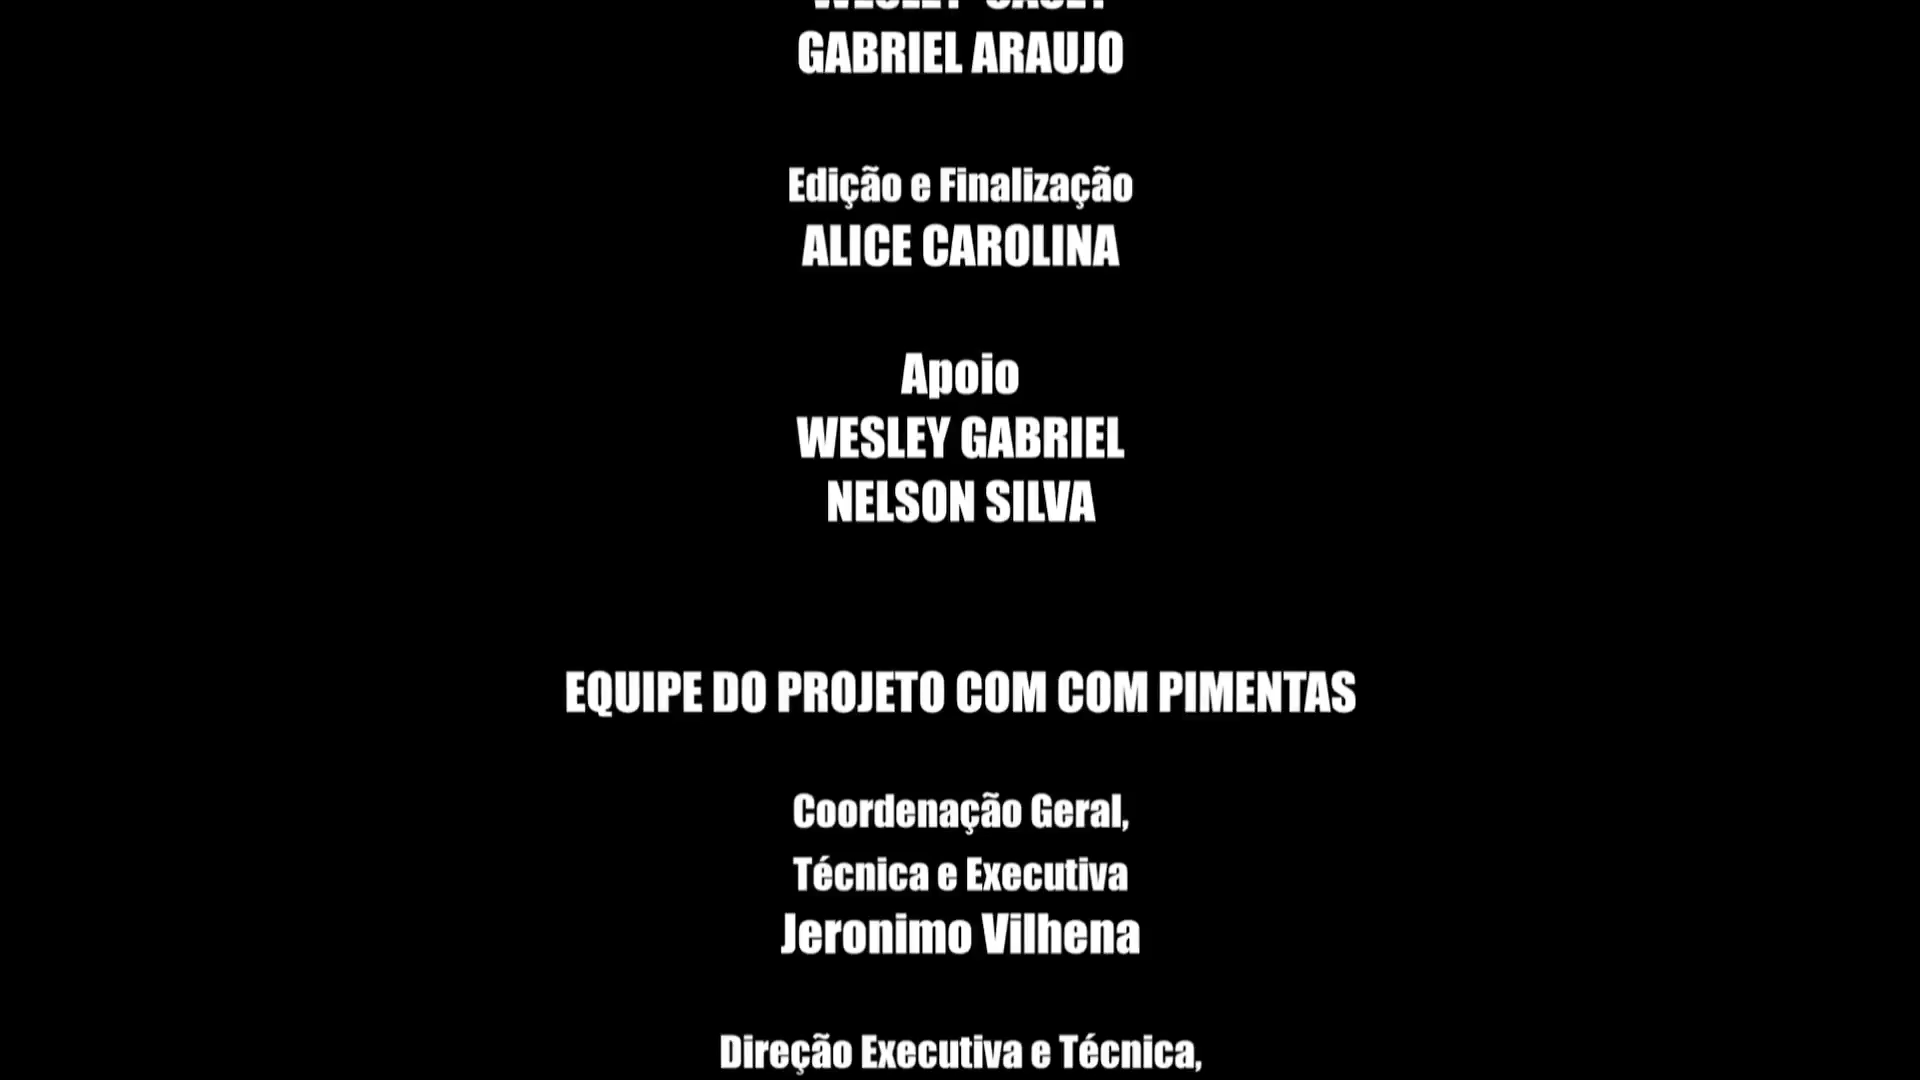 GABRIEL ARAUJO
Edição e Finalização
ALICE CAROLINA
Apoio
WESLEY GABRIEL
NELSON SILVA
EQUIPE DO PROJETO COM COM PIMENTAS
Coordenação Geral,
Técnica e Executiva
Jeronimo Vilhena
Direção Executiva e Técnica,